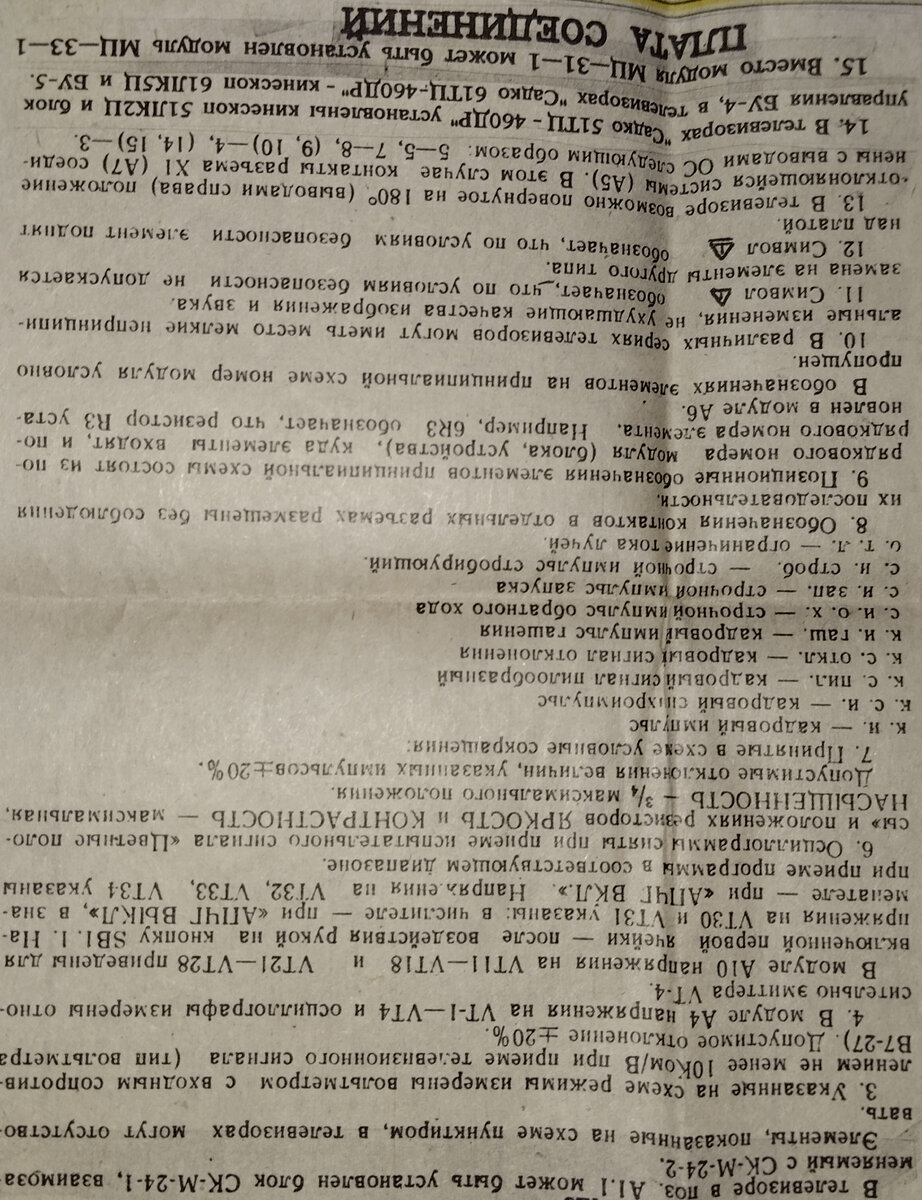 В телевизоре в поз. А1.1 может быть установлен блок СК-М-24-1, взаимоза
меняемый с СК-М-24-2.
Элементы, показанные на схеме пунктиром, в телевизорах могут отсутство-
вать.
3. Указанные на схеме режимы измерены вольтметром с входным сопротив-
лением не менее 10Ком/В при приеме телевизионного сигнала (тип вольтметра
В7-27). Допустимое отклонение ±20%.
4. В модуле А4 напряжения на VT-1—VT4 и осциллографы измерены отно-
сительно эмиттера VT-4.
В модуле А10 напряжения на VT11—VT18 и VT21—VT28 приведены для
включенной первой ячейки — после воздействия рукой на кнопку SB1.1. На-
пряжения на VT30 и VT31 указаны: в числителе — при «АПЧГ ВЫКЛ», в зна-
менателе — при «АПЧГ ВКЛ.». Напряжения на VT32, VT33, VT34 указаны
при приеме программы в соответствующем диапазоне.
6. Осциллограммы сняты при приеме испытательного сигнала «Цветные поло-
сы» и положениях резисторов ЯРКОСТЬ и КОНТРАСТНОСТЬ — максимальная,
НАСЫЩЕННОСТЬ – 3/4 максимального положения.
Допустимые отклонения величин, указанных импульсов±20%.
7. Принятые в схеме условные сокращения:
к. и. — кадровый импульс
к. с. и. — кадровый синхроимпульс
к. с. пил. — кадровый сигнал пилообразный
к. с. откл. — кадровый сигнал отклонения
к. и. гаш. — кадровый импульс гашения
с. и. о. х. — строчной импульс обратного хода
с. и. зап. — строчной импульс запуска
с. и. строб. — строчной импульс стробирующий.
о. т. л. — ограничение тока лучей.
8. Обозначения контактов в отдельных разъемах размещены без соблюдения
их последовательности.
9. Позиционные обозначения элементов принципиальной схемы состоят из по-
рядкового номера модуля (блока, устройства), куда элементы входят, и по-
рядкового номера элемента. Например, 6R3 обозначает, что резистор R3 уста-
новлен в модуле А6.
В обозначениях элементов на принципиальной схеме номер модуля условно
пропущен.
10. В различных сериях телевизоров могут иметь место мелкие непринципи-
альные изменения, не ухудшающие качества изображения и звука.
11. Символ обозначает, что по условиям безопасности не допускается
замена на элементы другого типа.
12. Символ обозначает, что по условиям безопасности элемент поднят
над платой.
13. В телевизоре возможно повернутое на 180° (выводами справа) положение
отклоняющейся системы (А5). В этом случае контакты разъема Х1 (А7) соеди-
нены с выводами ОС следующим образом: 5—5, 7—8, (9, 10)—4, (14, 15)—3.
14. В телевизорах "Садко 51ТЦ - 460ДР" установлены кинескоп 51ЛК2Ц и блок
управления БУ-4, в телевизорах "Садко 61ТЦ-460ДР" - кинескоп 61ЛК5Ц и БУ-5.
15. Вместо модуля МЦ—31—1 может быть установлен модуль МЦ—33—1
ПЛАТА СОЕДИНЕНИЙ